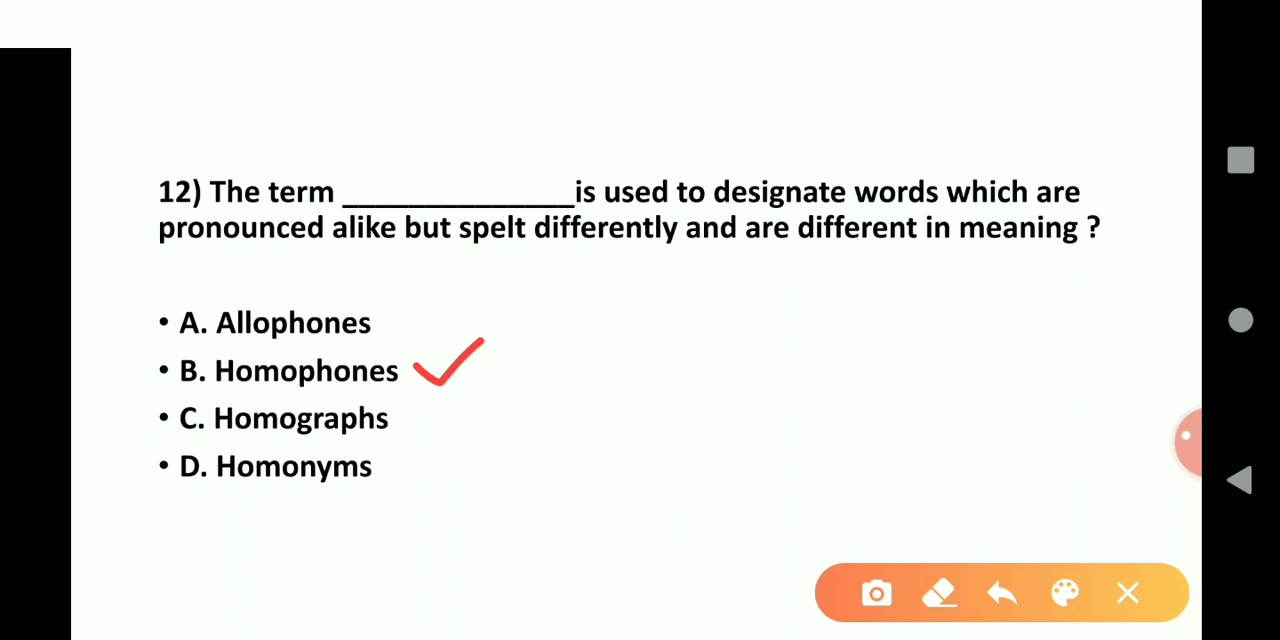 12) The term ______________is used to designate words which are
pronounced alike but spelt differently and are different in meaning ?
• A. Allophones
• B. Homophones
• C. Homographs
• D. Homonyms